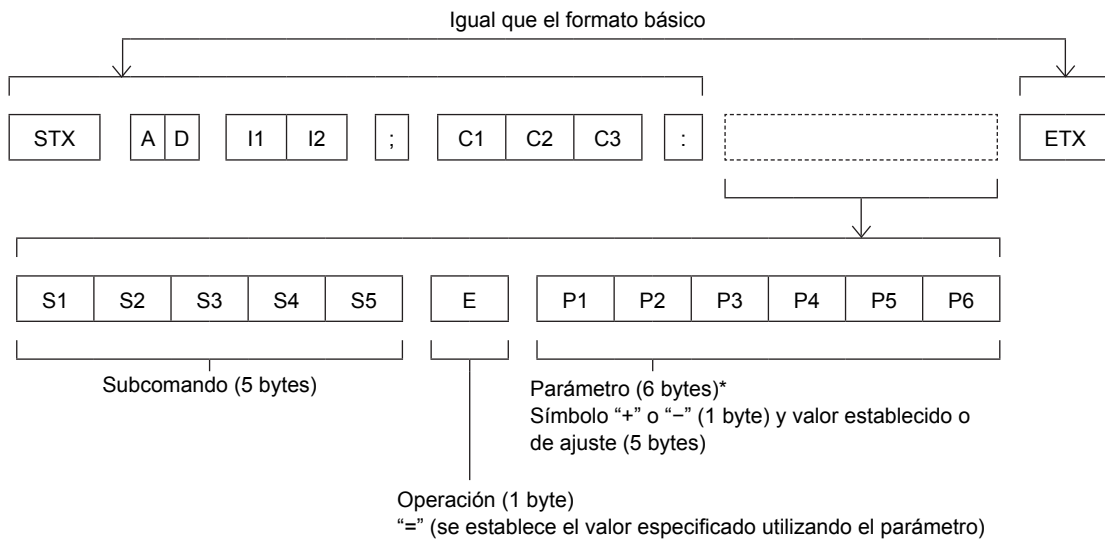 Igual que el formato básico
STX A D I1 I2 ; C1 C2 C3 : ETX
S1 S2 S3 S4 S5 E P1 P2 P3 P4 P5 P6
Subcomando (5 bytes)
Parámetro (6 bytes)*
Símbolo “+” o “−” (1 byte) y valor establecido o
de ajuste (5 bytes)
Operación (1 byte)
“=” (se establece el valor especificado utilizando el parámetro)